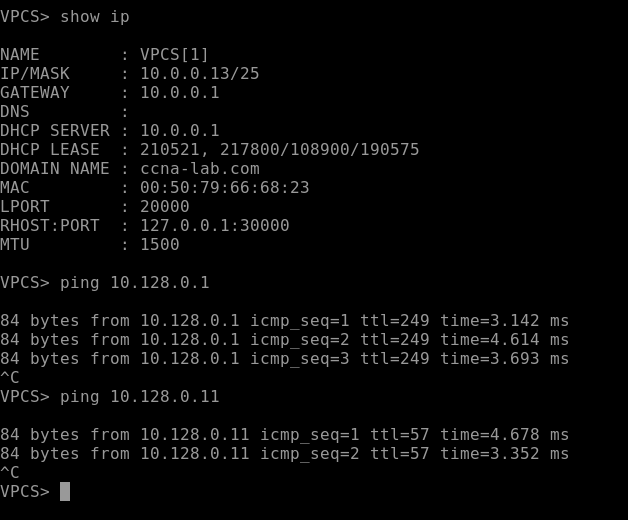 VPCS> show ip
NAME        : VPCS[1]
IP/MASK     : 10.0.0.13/25
GATEWAY     : 10.0.0.1
DNS         :
DHCP SERVER : 10.0.0.1
DHCP LEASE  : 210521, 217800/108900/190575
DOMAIN NAME : ccna-lab.com
MAC         : 00:50:79:66:68:23
LPORT       : 20000
RHOST:PORT  : 127.0.0.1:30000
MTU         : 1500
VPCS> ping 10.128.0.1
84 bytes from 10.128.0.1 icmp_seq=1 ttl=249 time=3.142 ms
84 bytes from 10.128.0.1 icmp_seq=2 ttl=249 time=4.614 ms
84 bytes from 10.128.0.1 icmp_seq=3 ttl=249 time=3.693 ms
^C
VPCS> ping 10.128.0.11
84 bytes from 10.128.0.11 icmp_seq=1 ttl=57 time=4.678 ms
84 bytes from 10.128.0.11 icmp_seq=2 ttl=57 time=3.352 ms
^C
VPCS>